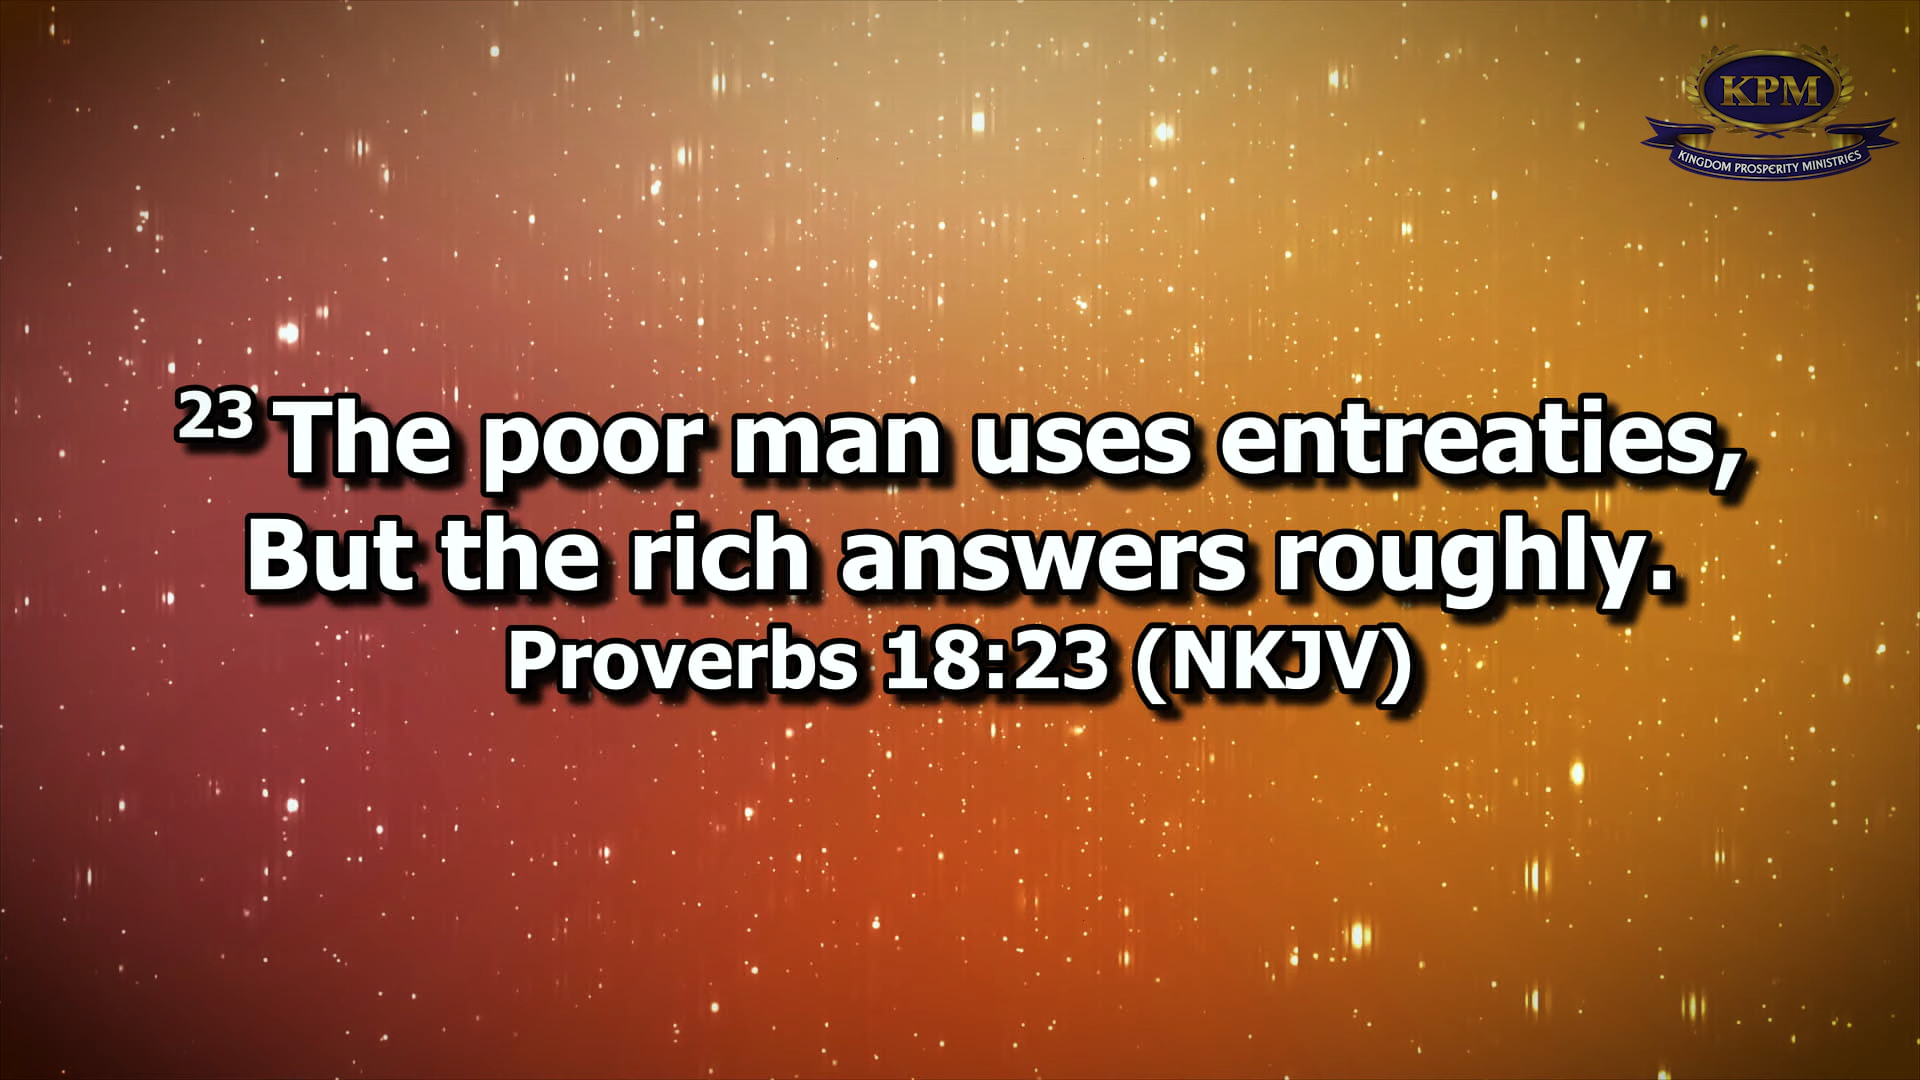 KPM
KINGDOM PROSPERITY MINISTRIES
23 The poor man uses entreaties,
But the rich answers roughly.
Proverbs 18:23 (NKJV)